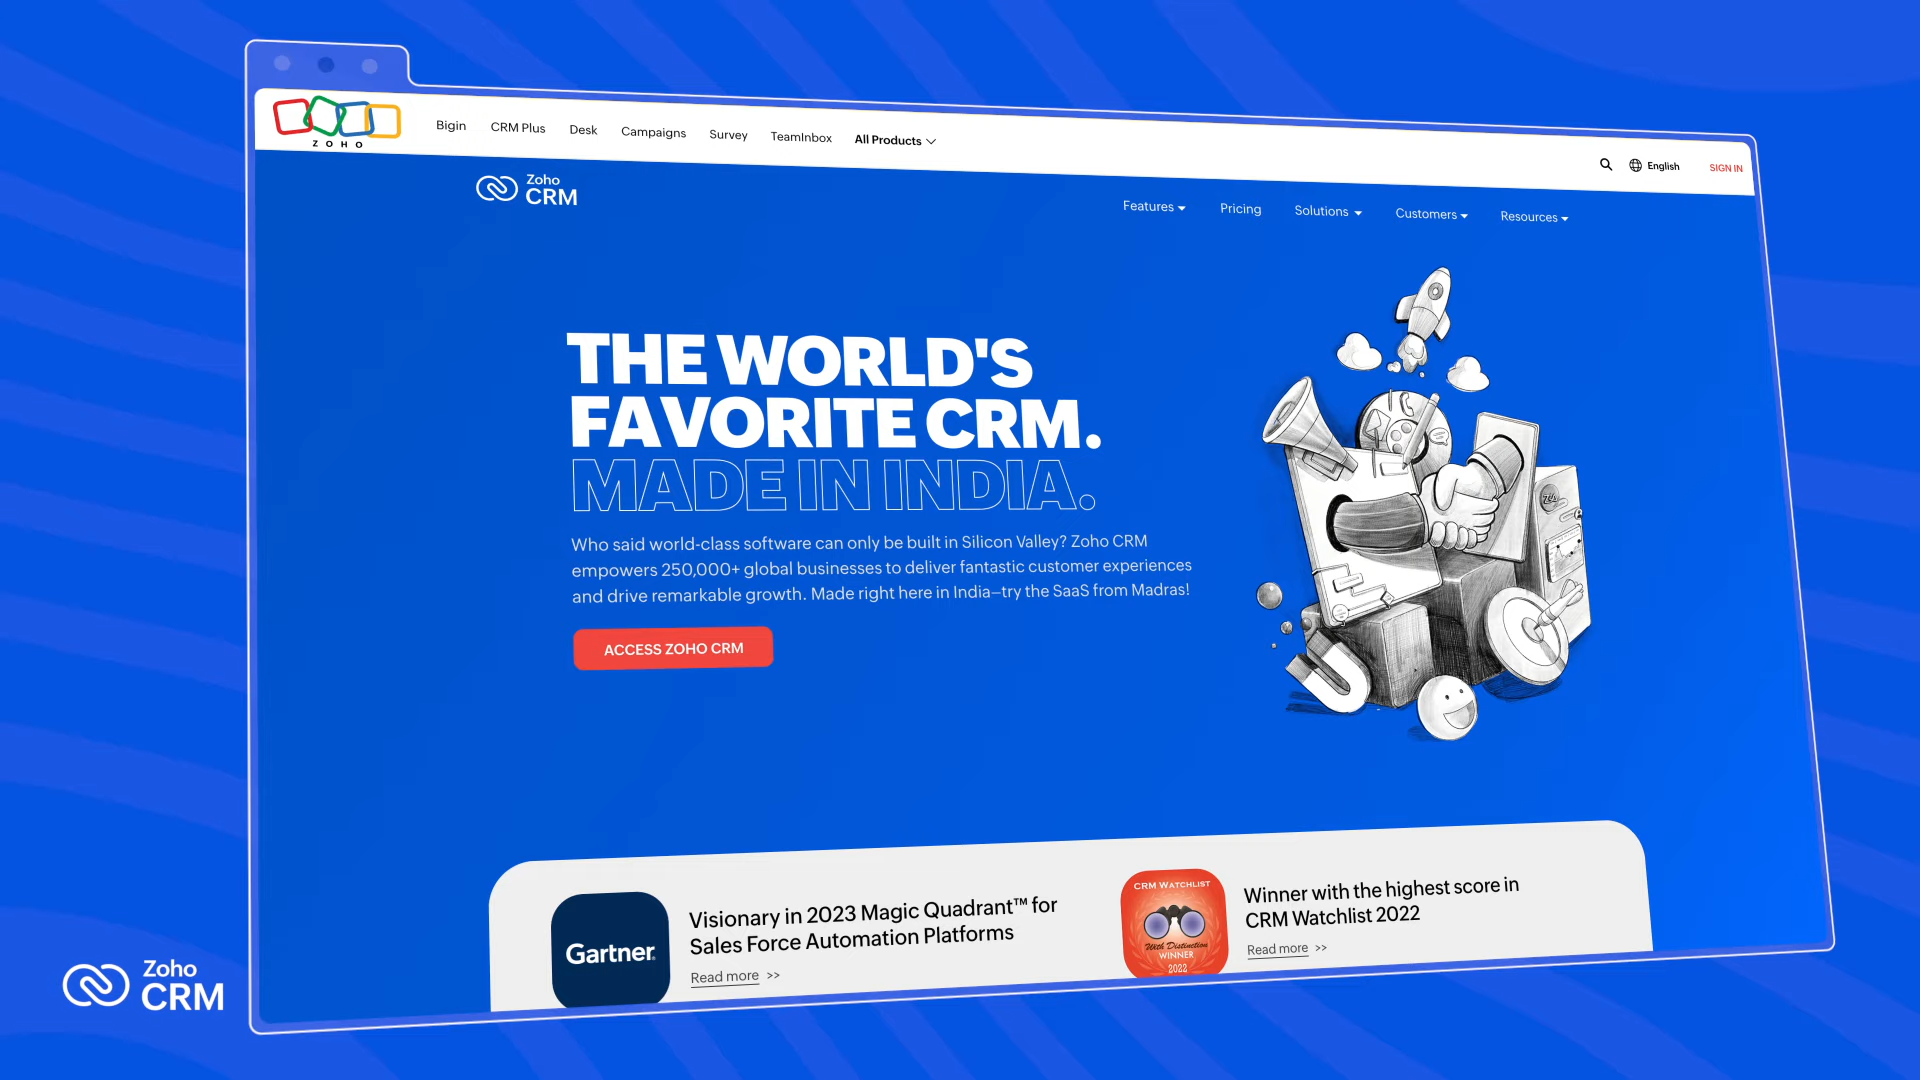 ZOHO
Bigin CRM Plus Desk Campaigns Survey TeamInbox All Products
English SIGN IN
Zoho
CRM
Features Pricing Solutions Customers Resources
THE WORLD'S
FAVORITE CRM.
MADE IN INDIA.
Who said world-class software can only be built in Silicon Valley? Zoho CRM
empowers 250,000+ global businesses to deliver fantastic customer experiences
and drive remarkable growth. Made right here in India–try the SaaS from Madras!
ACCESS ZOHO CRM
Gartner
Visionary in 2023 Magic Quadrant™ for
Sales Force Automation Platforms
Read more >>
CRM WATCHLIST
With Distinction
WINNER
2022
Winner with the highest score in
CRM Watchlist 2022
Read more >>
Zoho
CRM